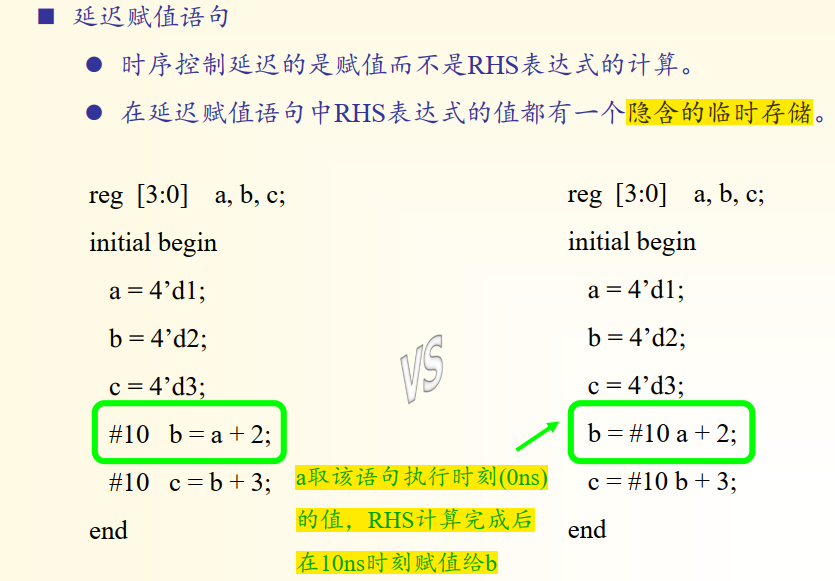 ■ 延迟赋值语句
● 时序控制延迟的是赋值而不是RHS表达式的计算。
● 在延迟赋值语句中RHS表达式的值都有一个隐含的临时存储。
reg [3:0] a, b, c;
initial begin
a = 4’d1;
b = 4’d2;
c = 4’d3;
#10 b = a + 2;
#10 c = b + 3;
end
VS
reg [3:0] a, b, c;
initial begin
a = 4’d1;
b = 4’d2;
c = 4’d3;
b = #10 a + 2;
c = #10 b + 3;
end
a取该语句执行时刻(0ns)
的值，RHS计算完成后
在10ns时刻赋值给b